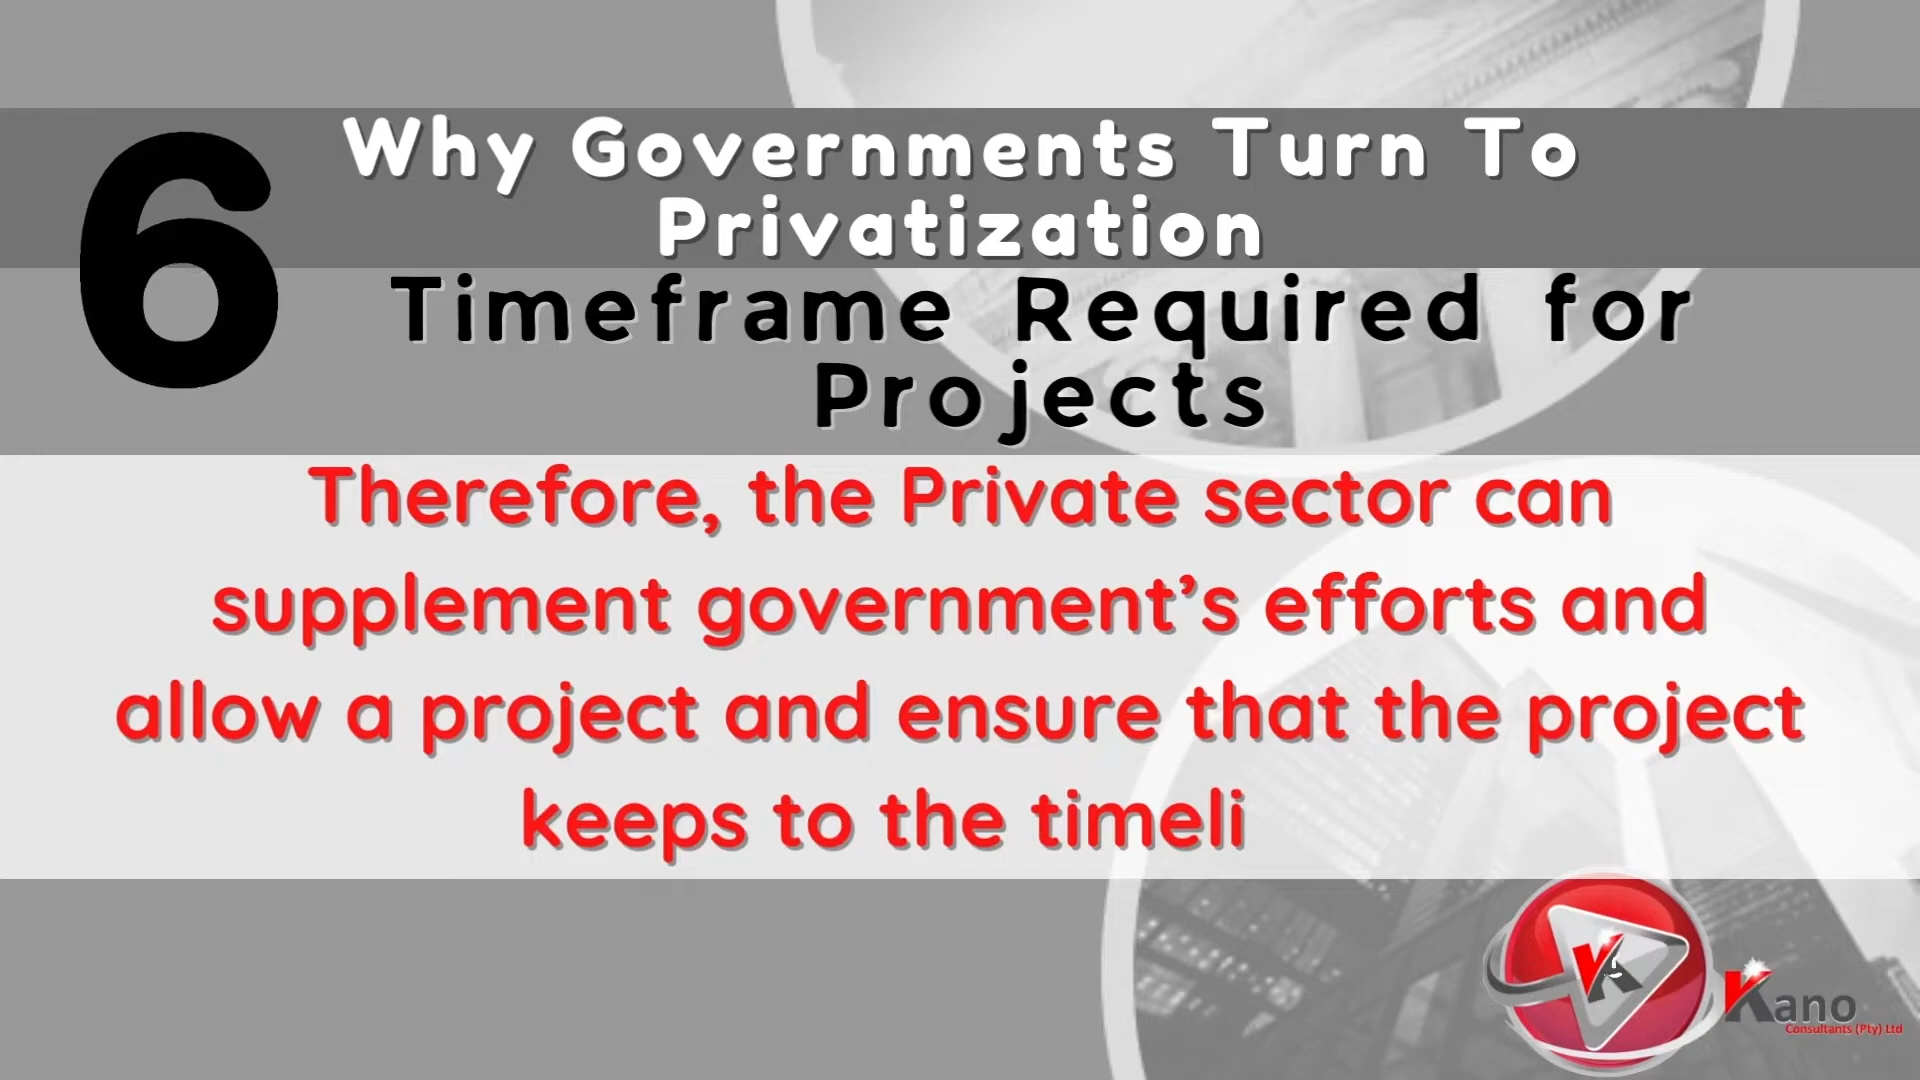 6
Why Governments Turn To
Privatization
Timeframe Required for
Projects
Therefore, the Private sector can
supplement government’s efforts and
allow a project and ensure that the project
keeps to the timeli
K
Kano
Consultants (Pty) Ltd